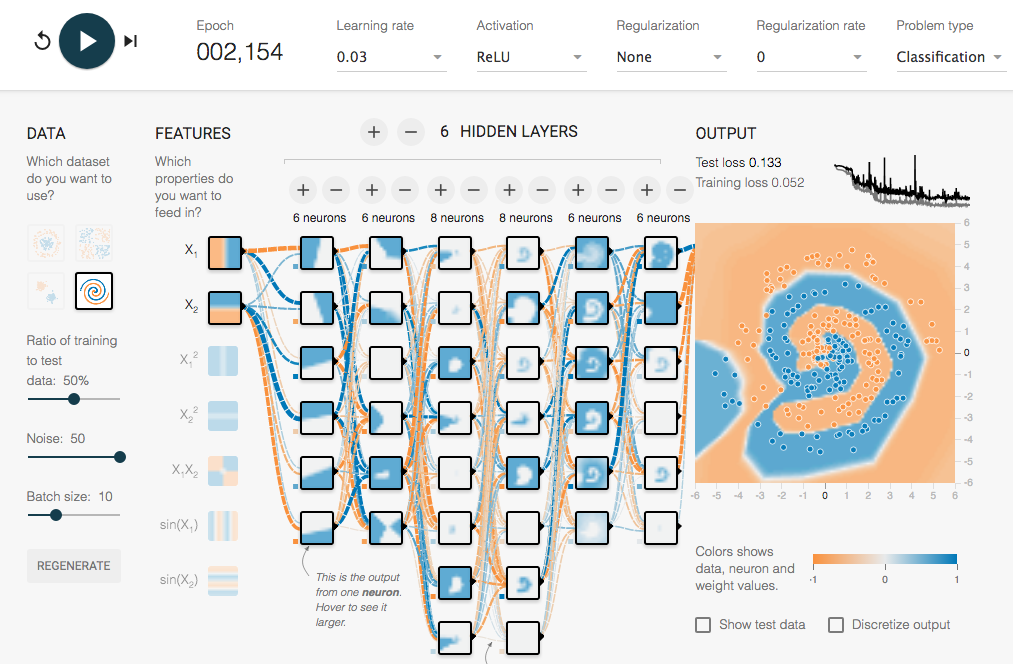 Epoch
002,154
Learning rate
0.03
Activation
ReLU
Regularization
None
Regularization rate
0
Problem type
Classification
DATA
Which dataset
do you want to
use?
Ratio of training
to test
data: 50%
Noise: 50
Batch size: 10
REGENERATE
FEATURES
Which
properties do
you want to
feed in?
X₁
X₂
X₁²
X₂²
X₁X₂
sin(X₁)
sin(X₂)
+ − 6 HIDDEN LAYERS
+ − + − + − + − + − + −
6 neurons 6 neurons 8 neurons 8 neurons 6 neurons 6 neurons
This is the output
from one neuron.
Hover to see it
larger.
OUTPUT
Test loss 0.133
Training loss 0.052
6
5
4
3
2
1
0
-1
-2
-3
-4
-5
-6
-6 -5 -4 -3 -2 -1 0 1 2 3 4 5 6
Colors shows
data, neuron and
weight values.
-1 0 1
Show test data
Discretize output